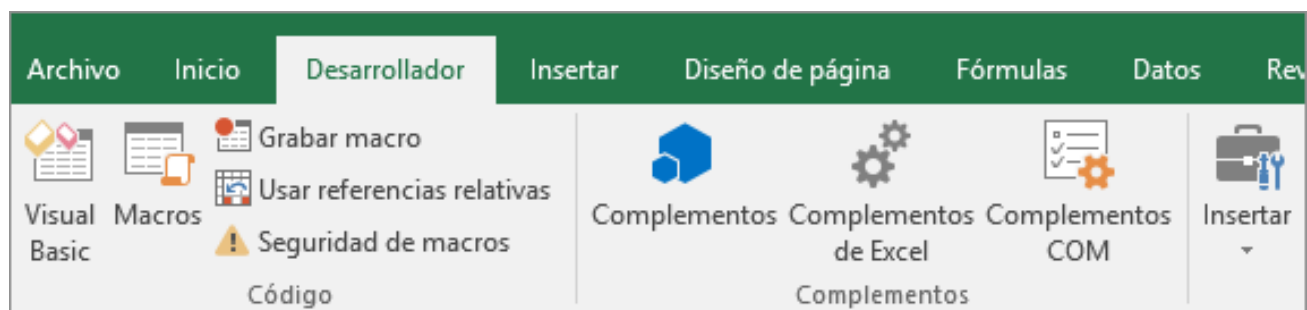 Archivo Inicio Desarrollador Insertar Diseño de página Fórmulas Datos
Grabar macro
Usar referencias relativas
Seguridad de macros
Visual Basic
Macros
Código
Complementos
Complementos de Excel
Complementos COM
Complementos
Insertar